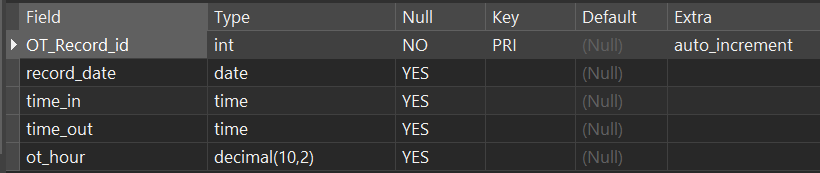 Field Type Null Key Default Extra
OT_Record_id int NO PRI (Null) auto_increment
record_date date YES (Null)
time_in time YES (Null)
time_out time YES (Null)
ot_hour decimal(10,2) YES (Null)